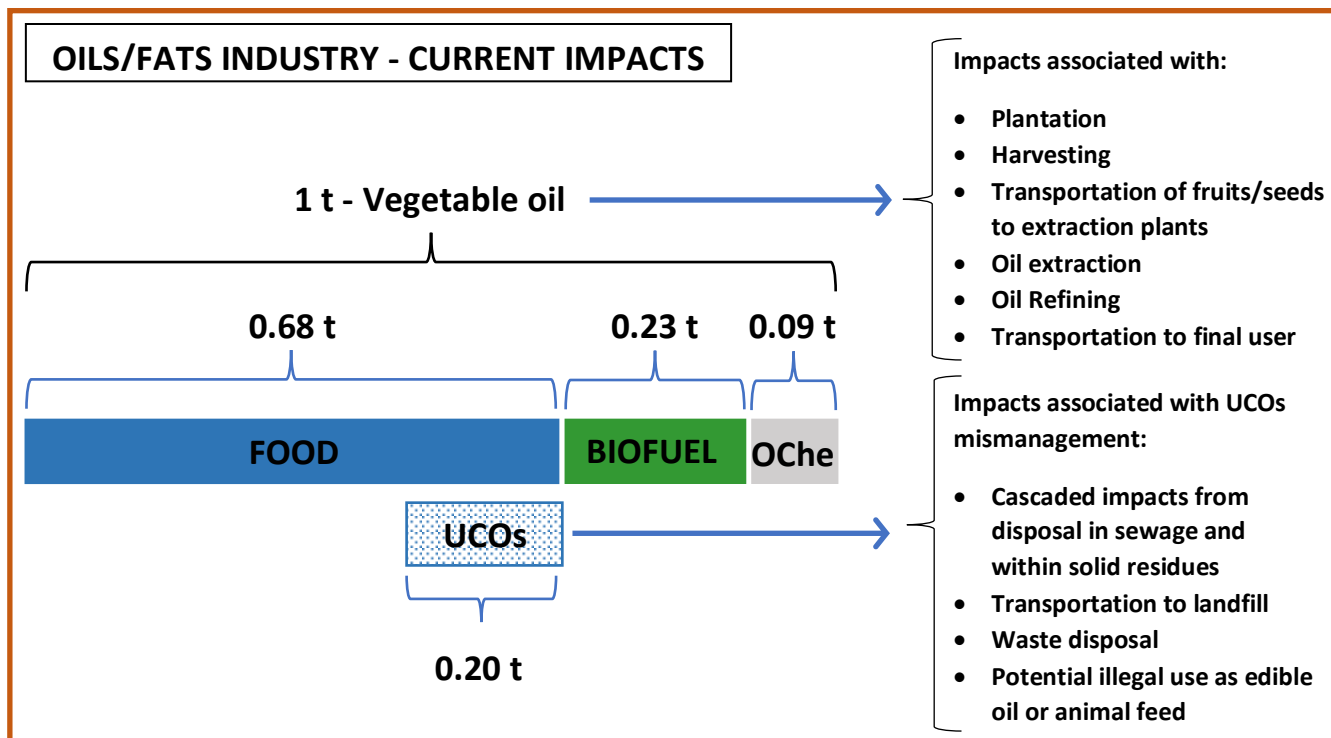 OILS/FATS INDUSTRY - CURRENT IMPACTS
1 t - Vegetable oil
0.68 t
0.23 t
0.09 t
FOOD
BIOFUEL
OChe
UCOs
0.20 t
Impacts associated with:
• Plantation
• Harvesting
• Transportation of fruits/seeds
to extraction plants
• Oil extraction
• Oil Refining
• Transportation to final user
Impacts associated with UCOs
mismanagement:
• Cascaded impacts from
disposal in sewage and
within solid residues
• Transportation to landfill
• Waste disposal
• Potential illegal use as edible
oil or animal feed